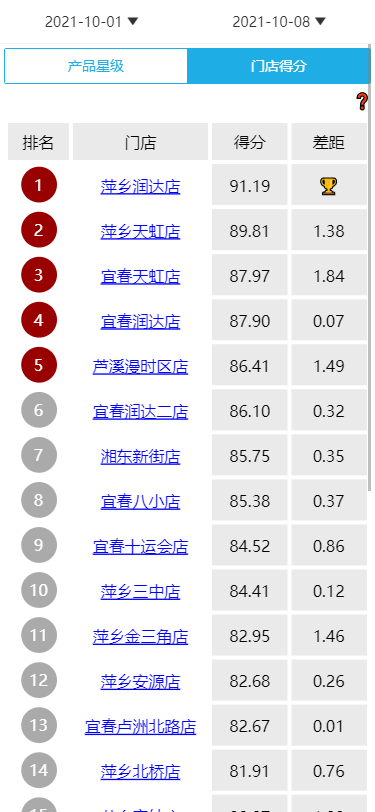 2021-10-01 ▼ 2021-10-08 ▼
产品星级 门店得分
?
排名 门店 得分 差距
1 萍乡润达店 91.19
2 萍乡天虹店 89.81 1.38
3 宜春天虹店 87.97 1.84
4 宜春润达店 87.90 0.07
5 芦溪漫时区店 86.41 1.49
6 宜春润达二店 86.10 0.32
7 湘东新街店 85.75 0.35
8 宜春八小店 85.38 0.37
9 宜春十运会店 84.52 0.86
10 萍乡三中店 84.41 0.12
11 萍乡金三角店 82.95 1.46
12 萍乡安源店 82.68 0.26
13 宜春卢洲北路店 82.67 0.01
14 萍乡北桥店 81.91 0.76